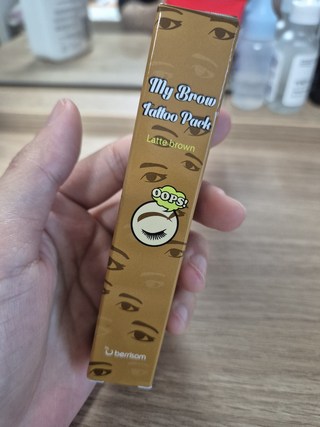 My Brow
Tattoo Pack
Latte brown
OOPS!
berrisom